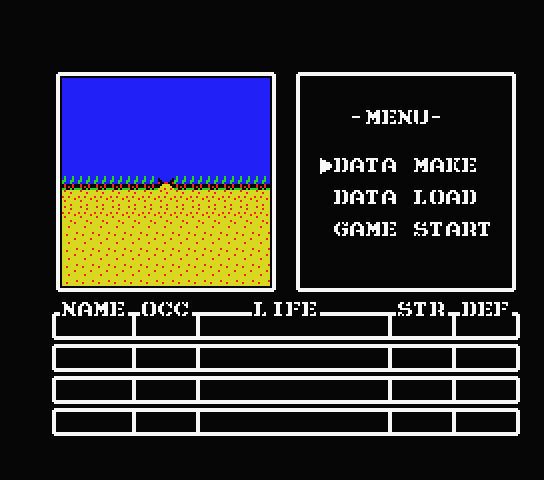 -MENU-
▶DATA MAKE
DATA LOAD
GAME START
NAME OCC LIFE STR DEF